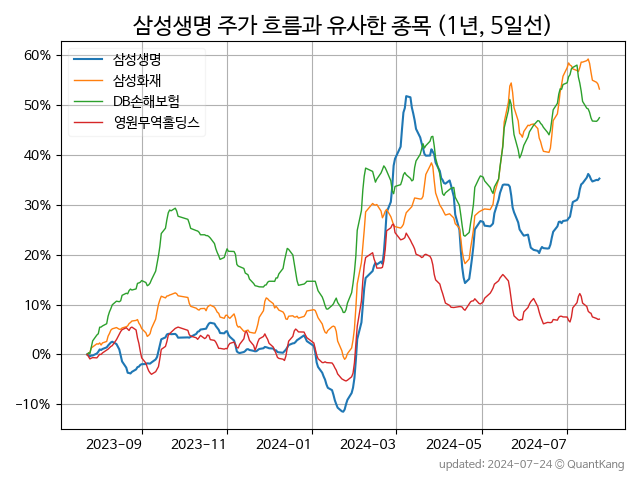 삼성생명 주가 흐름과 유사한 종목 (1년, 5일선)
삼성생명
삼성화재
DB손해보험
영원무역홀딩스
60%
50%
40%
30%
20%
10%
0%
−10%
2023-09
2023-11
2024-01
2024-03
2024-05
2024-07
updated: 2024-07-24 © QuantKang